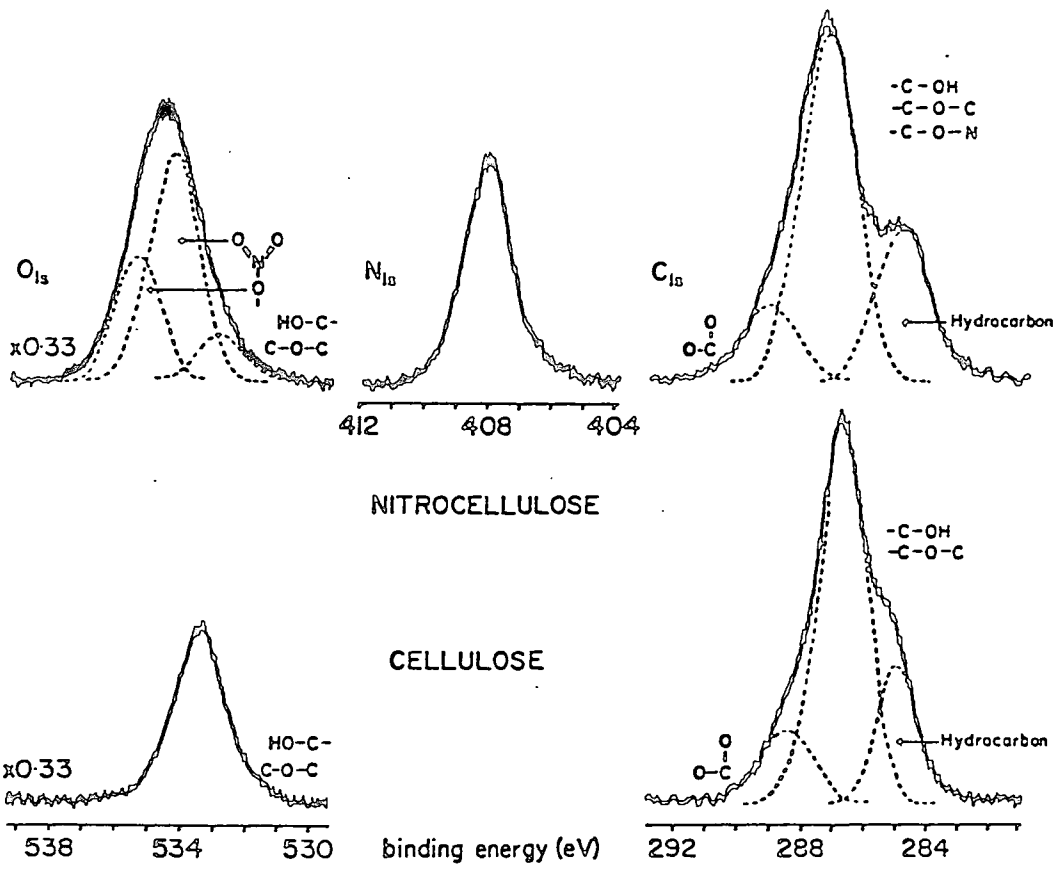 -C-OH
-C-O-C
-C-O-N
O1s
N1s
C1s
O O
N
O
HO-C-
C-O-C
O
O-C
Hydrocarbon
x0·33
412 408 404
NITROCELLULOSE
-C-OH
-C-O-C
CELLULOSE
HO-C-
C-O-C
O
O-C
Hydrocarbon
x0·33
538 534 530
binding energy (eV)
292 288 284